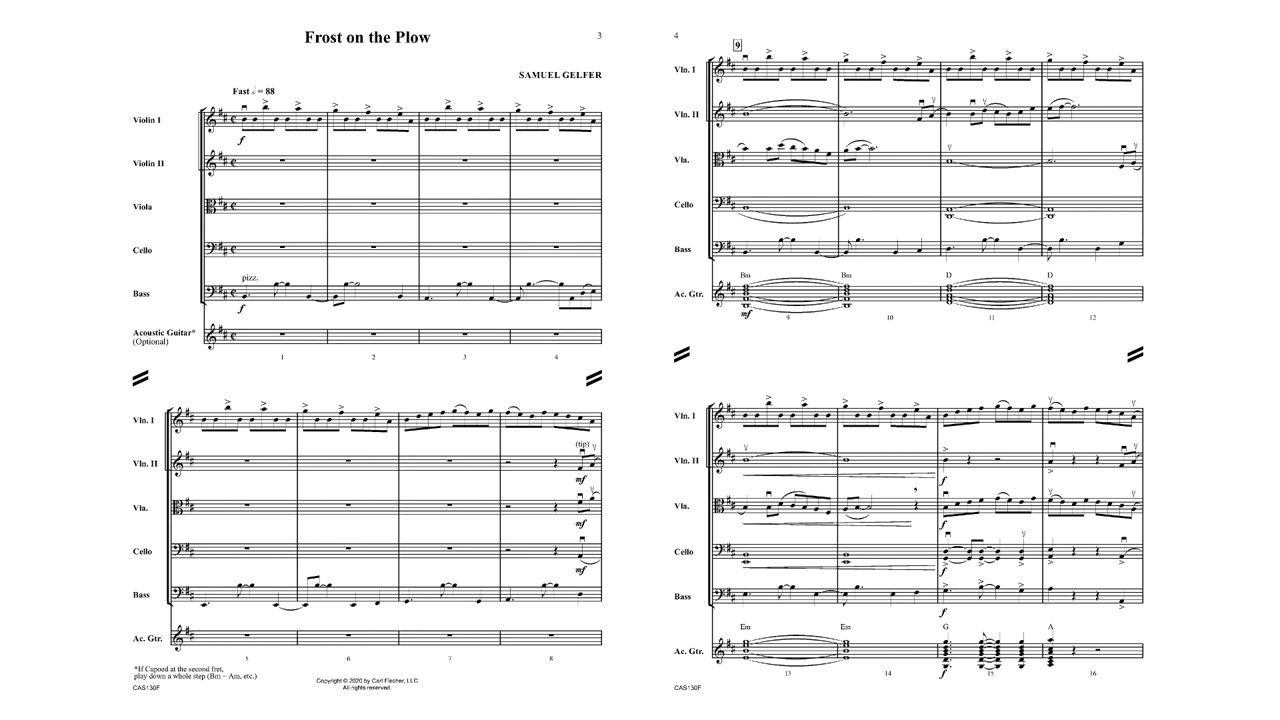 Frost on the Plow
3
SAMUEL GELFER
Fast = 88
Violin I
f
Violin II
Viola
Cello
pizz.
Bass
f
Acoustic Guitar*
(Optional)
1 2 3 4
Vln. I
(tip)
Vln. II
mf
Vla.
mf
Cello
mf
Bass
Ac. Gtr.
5 6 7 8
*If Capoed at the second fret,
play down a whole step (Bm = Am, etc.)
Copyright © 2020 by Carl Fischer, LLC
All rights reserved.
CAS130F
4
9
Vln. I
Vln. II
Vla.
Cello
Bass
Bm Bm D D
Ac. Gtr.
mf
9 10 11 12
Vln. I
Vln. II
f
Vla.
f
Cello
f
Bass
f
Em Em G A
Ac. Gtr.
f
13 14 15 16
CAS130F